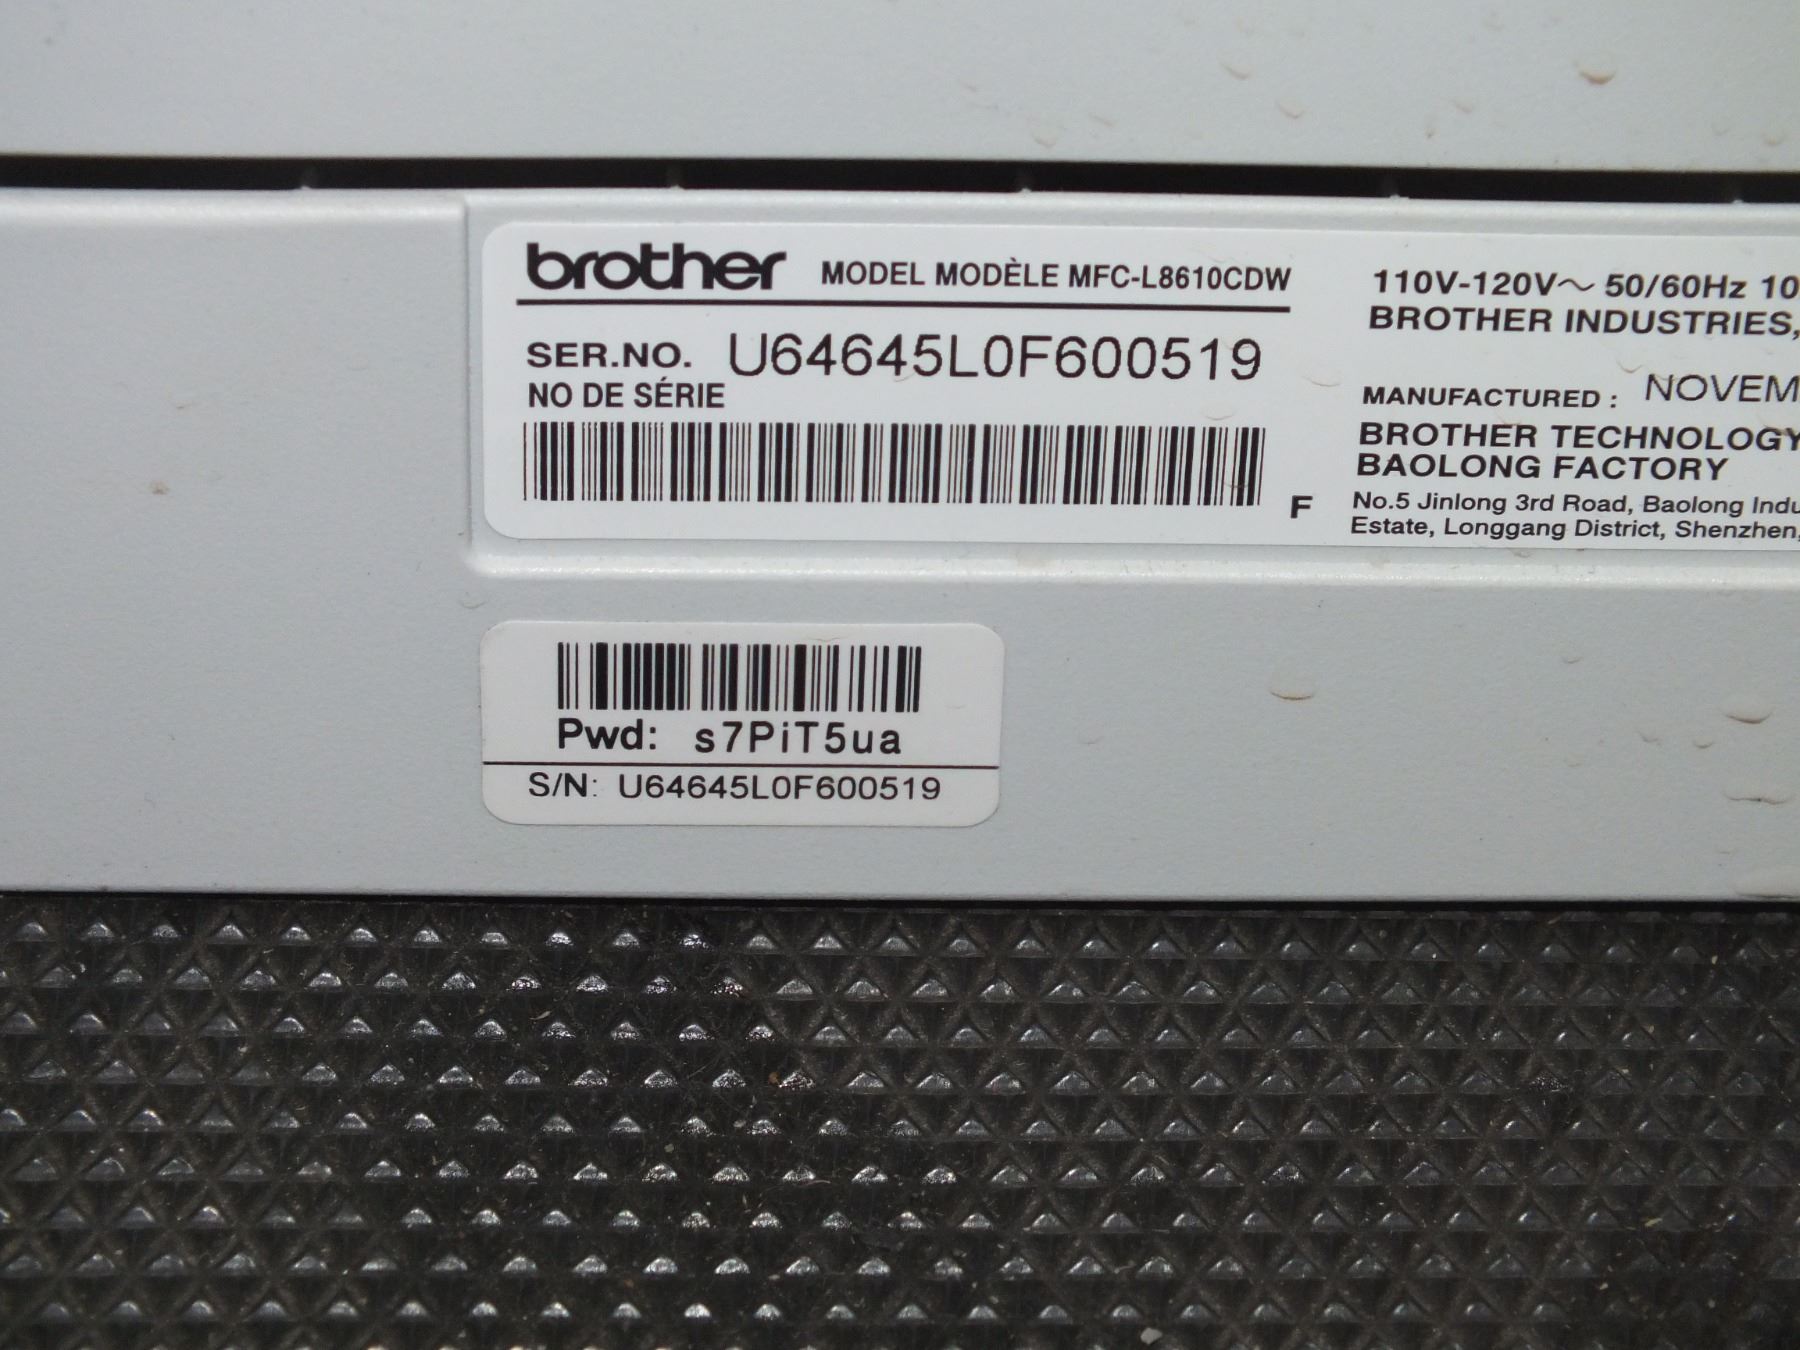 brother MODEL MODÈLE MFC-L8610CDW
SER.NO. U64645L0F600519
NO DE SÉRIE
F
110V-120V～ 50/60Hz 10
BROTHER INDUSTRIES,
MANUFACTURED : NOVEM
BROTHER TECHNOLOGY
BAOLONG FACTORY
No.5 Jinlong 3rd Road, Baolong Indu
Estate, Longgang District, Shenzhen,
Pwd: s7PiT5ua
S/N: U64645L0F600519